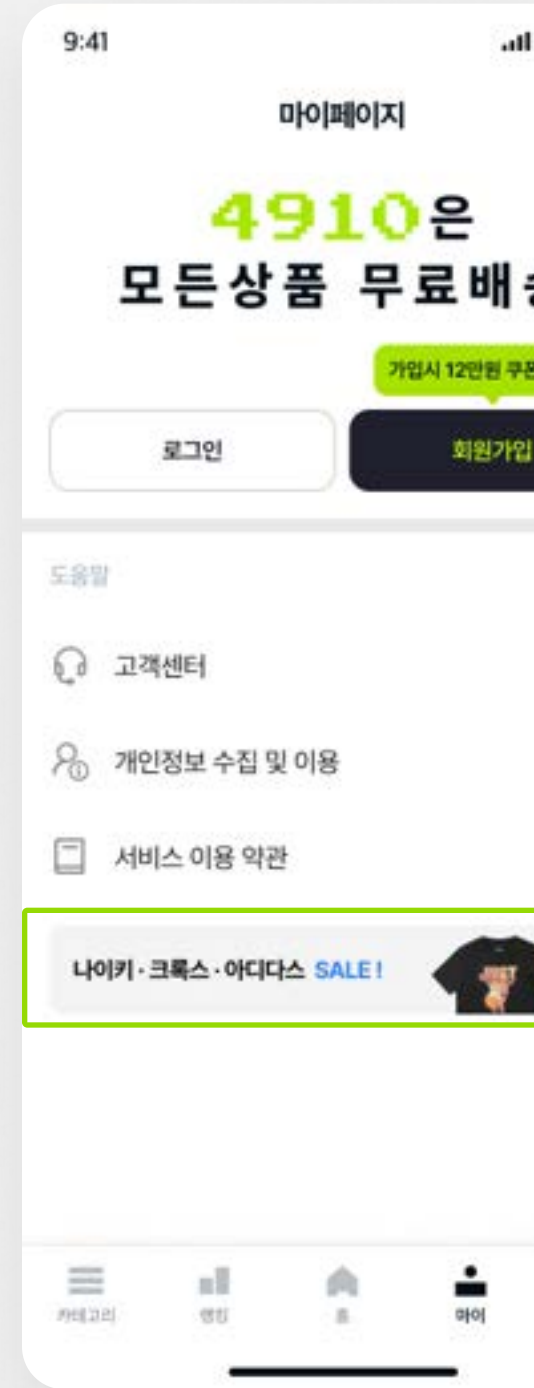 9:41
마이페이지
4910은
모든상품 무료배
가입시 12만원 쿠폰
로그인
회원가입
도움말
고객센터
개인정보 수집 및 이용
서비스 이용 약관
나이키 · 크록스 · 아디다스 SALE !
카테고리
랭킹
홈
마이